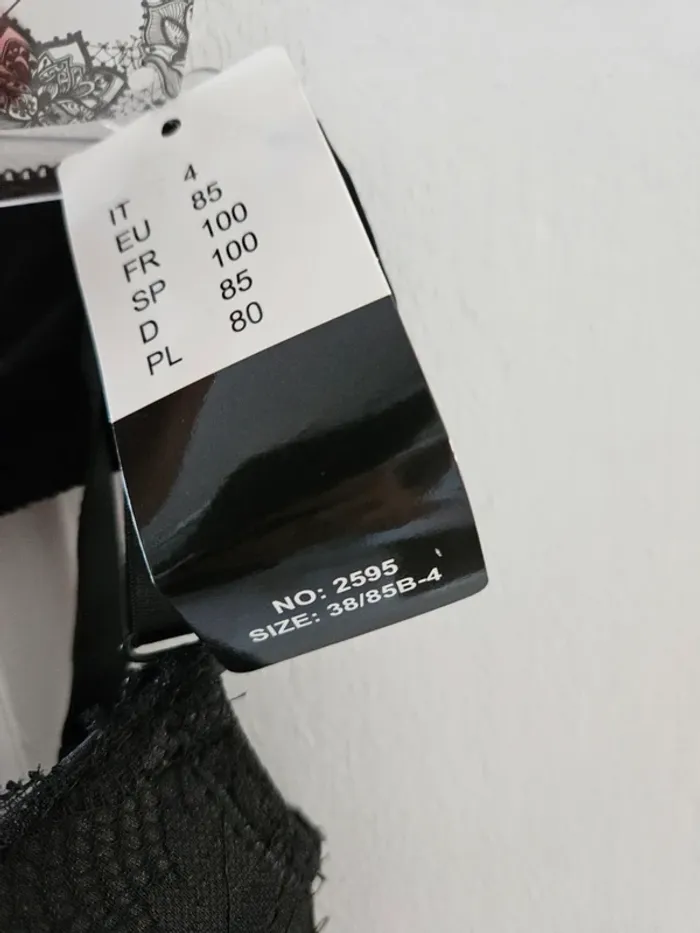 IT 4
EU 85
FR 100
SP 100
D 85
PL 80
NO: 2595
SIZE: 38/85B-4